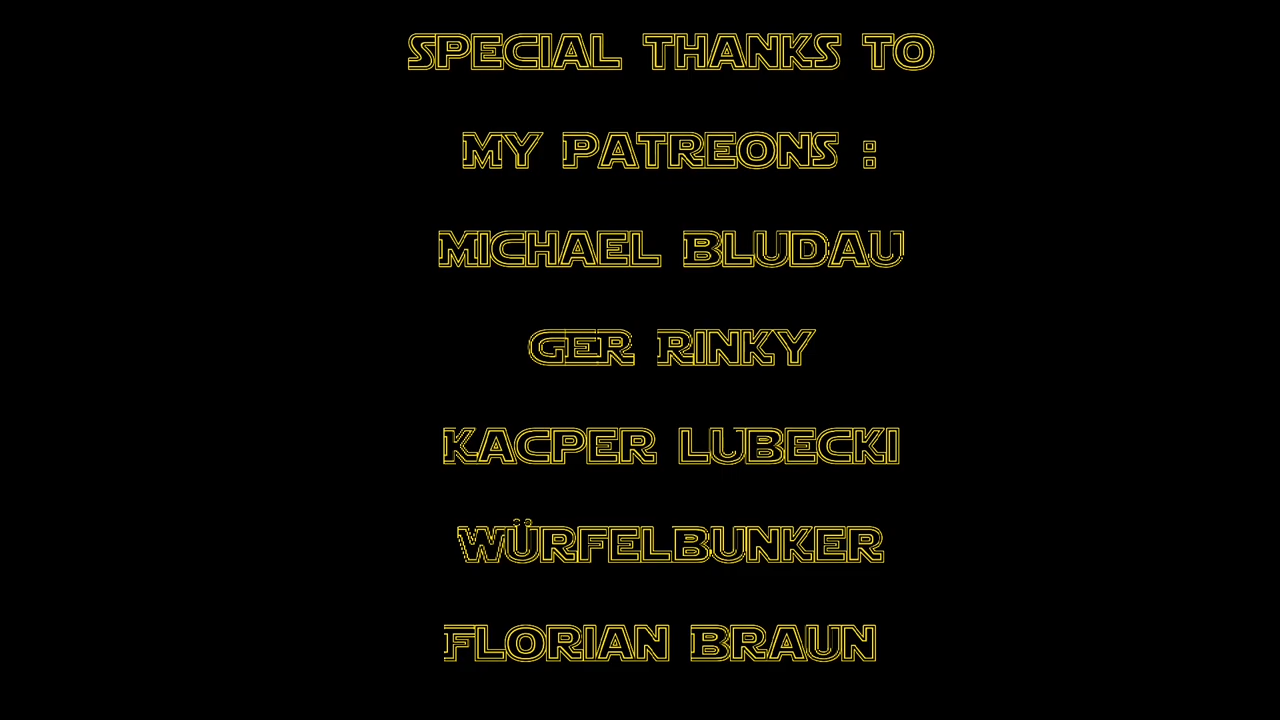 SPECIAL THANKS TO
MY PATREONS :
MICHAEL BLUDAU
GER RINKY
KACPER LUBECKI
WÜRFELBUNKER
FLORIAN BRAUN